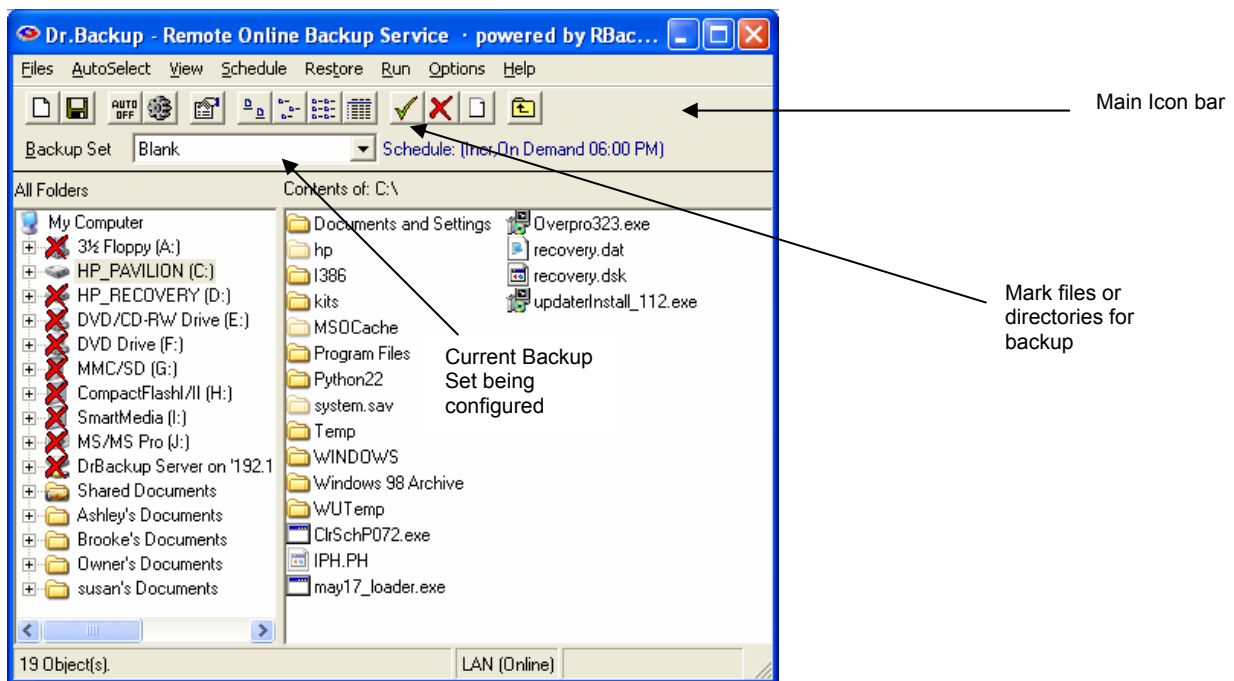 Dr.Backup - Remote Online Backup Service · powered by RBac...
Files AutoSelect View Schedule Restore Run Options Help
AUTO OFF
Main Icon bar
Backup Set Blank Schedule: (Incr,On Demand 06:00 PM)
All Folders
Contents of: C:\
My Computer
3½ Floppy (A:)
HP_PAVILION (C:)
HP_RECOVERY (D:)
DVD/CD-RW Drive (E:)
DVD Drive (F:)
MMC/SD (G:)
CompactFlashI/II (H:)
SmartMedia (I:)
MS/MS Pro (J:)
DrBackup Server on '192.1
Shared Documents
Ashley's Documents
Brooke's Documents
Owner's Documents
susan's Documents
Documents and Settings
hp
I386
kits
MSOCache
Program Files
Python22
system.sav
Temp
WINDOWS
Windows 98 Archive
WUTemp
ClrSchP072.exe
IPH.PH
may17_loader.exe
Overpro323.exe
recovery.dat
recovery.dsk
updaterInstall_112.exe
Current Backup
Set being
configured
Mark files or
directories for
backup
19 Object(s).
LAN (Online)